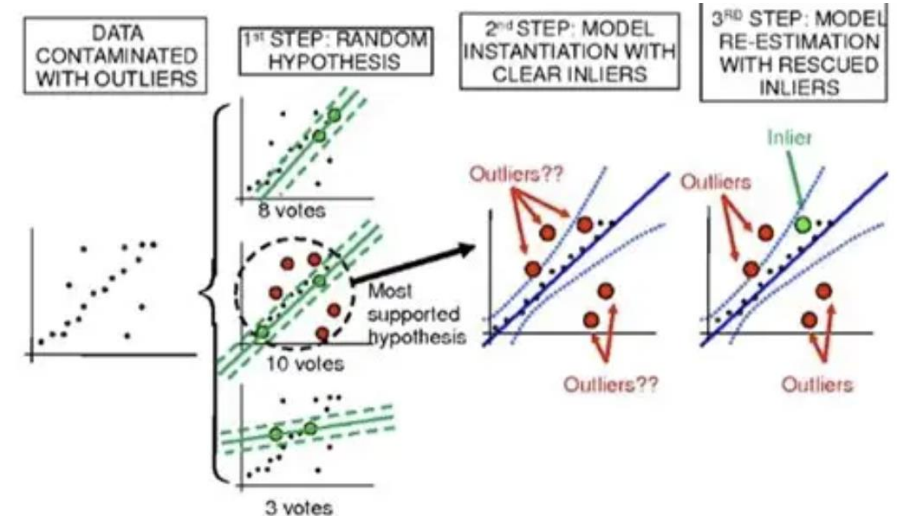 DATA
CONTAMINATED
WITH OUTLIERS
1st STEP: RANDOM
HYPOTHESIS
2nd STEP: MODEL
INSTANTIATION WITH
CLEAR INLIERS
3RD STEP: MODEL
RE-ESTIMATION
WITH RESCUED
INLIERS
8 votes
Most
supported
hypothesis
10 votes
3 votes
Outliers??
Outliers??
Inlier
Outliers
Outliers